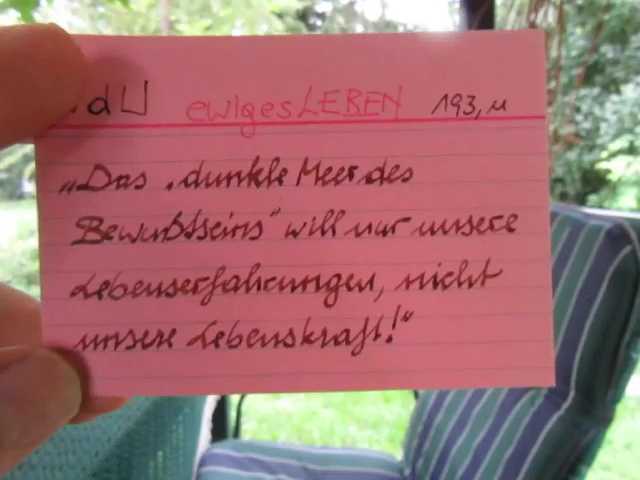 .dU ewigesLEBEN 193,u
„Das ‚dunkle Meer des
Bewußtseins" will nur unsere
Lebenserfahrungen, nicht
unsere Lebenskraft!"